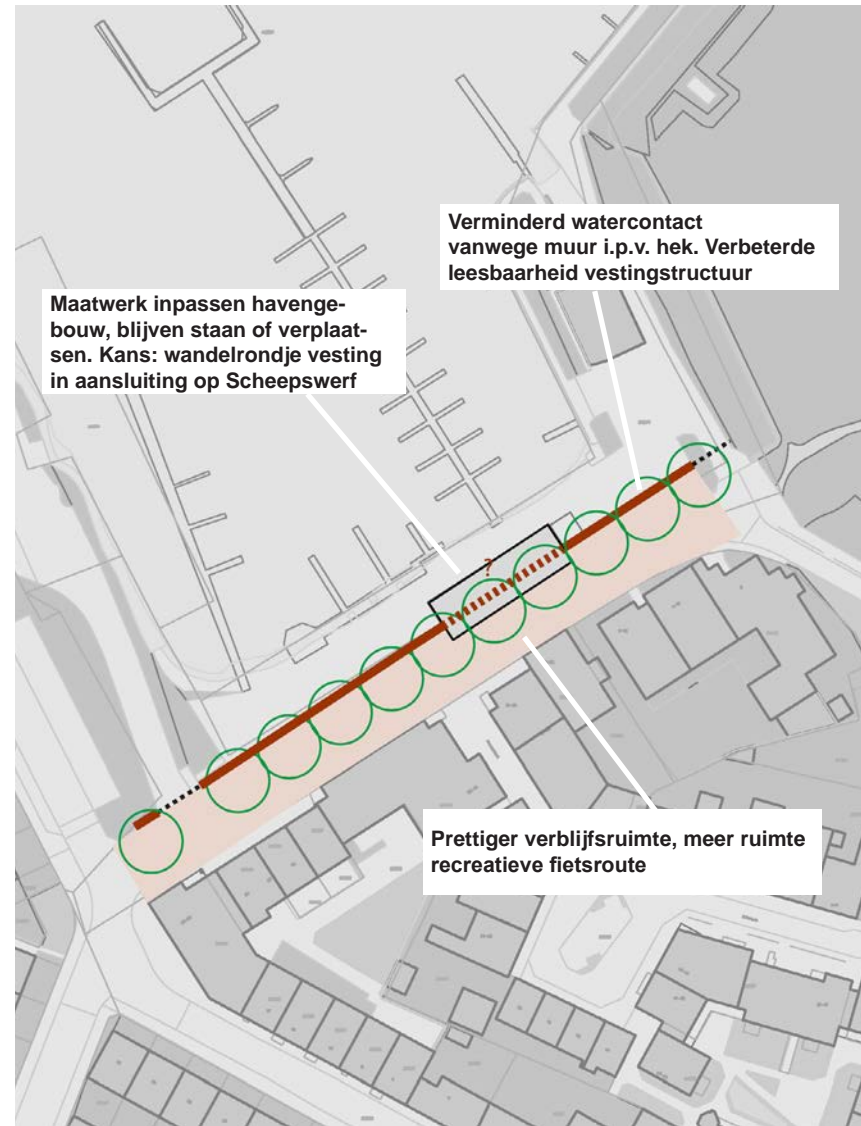 Verminderd watercontact
vanwege muur i.p.v. hek. Verbeterde
leesbaarheid vestingstructuur
Maatwerk inpassen havenge-
bouw, blijven staan of verplaat-
sen. Kans: wandelrondje vesting
in aansluiting op Scheepswerf
?
Prettiger verblijfsruimte, meer ruimte
recreatieve fietsroute